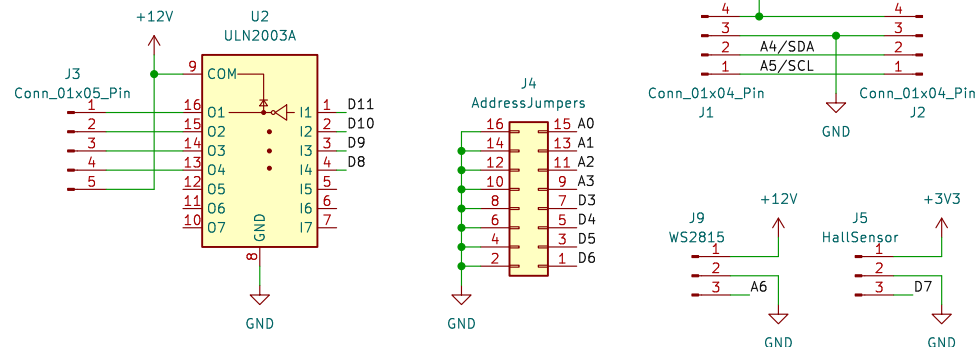 +12V
U2
ULN2003A
J3
Conn_01x05_Pin
1
2
3
4
5
9 COM
16 O1 I1 1 D11
15 O2 I2 2 D10
14 O3 I3 3 D9
13 O4 I4 4 D8
12 O5 I5 5
11 O6 I6 6
10 O7 I7 7
GND
8
GND
J4
AddressJumpers
16 15 A0
14 13 A1
12 11 A2
10 9 A3
8 7 D3
6 5 D4
4 3 D5
2 1 D6
GND
4 4
3 3
2 A4/SDA 2
1 A5/SCL 1
Conn_01x04_Pin Conn_01x04_Pin
J1 J2
GND
J9
WS2815
+12V
1
2
3 A6
GND
J5
HallSensor
+3V3
1
2
3 D7
GND